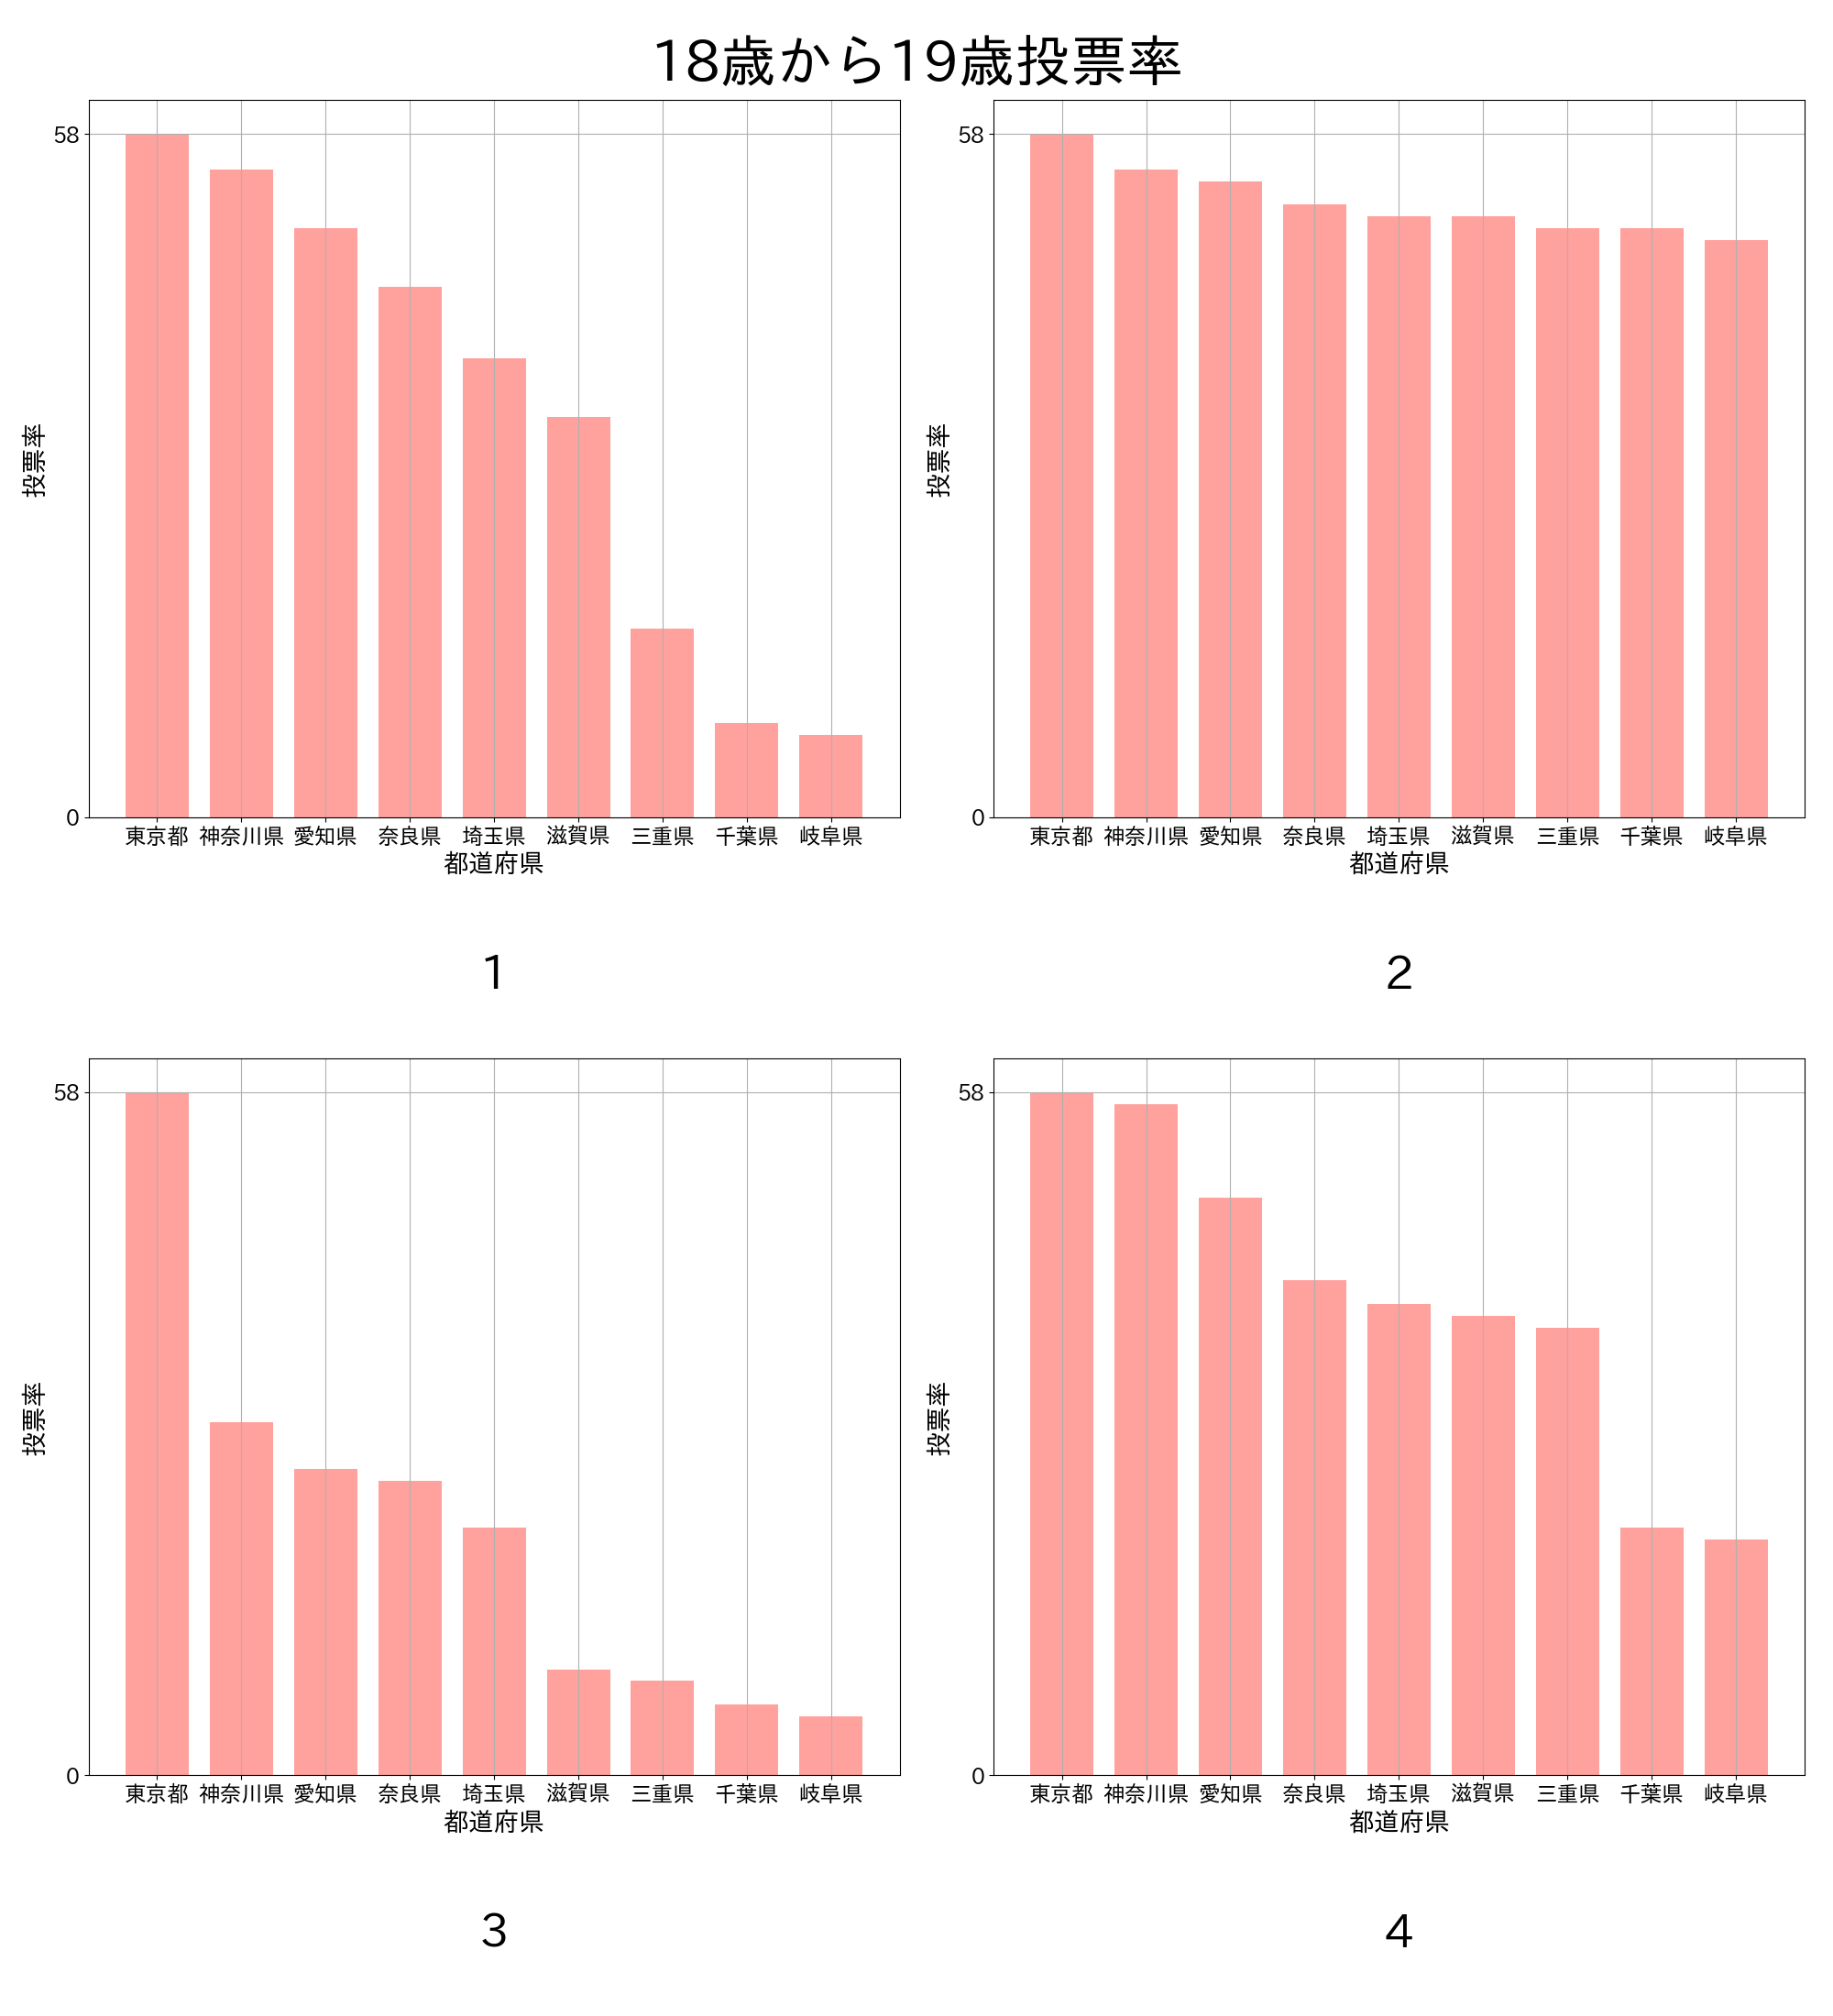 18歳から19歳投票率
58
0
投票率
東京都 神奈川県 愛知県 奈良県 埼玉県 滋賀県 三重県 千葉県 岐阜県
都道府県
1
58
0
投票率
東京都 神奈川県 愛知県 奈良県 埼玉県 滋賀県 三重県 千葉県 岐阜県
都道府県
2
58
0
投票率
東京都 神奈川県 愛知県 奈良県 埼玉県 滋賀県 三重県 千葉県 岐阜県
都道府県
3
58
0
投票率
東京都 神奈川県 愛知県 奈良県 埼玉県 滋賀県 三重県 千葉県 岐阜県
都道府県
4